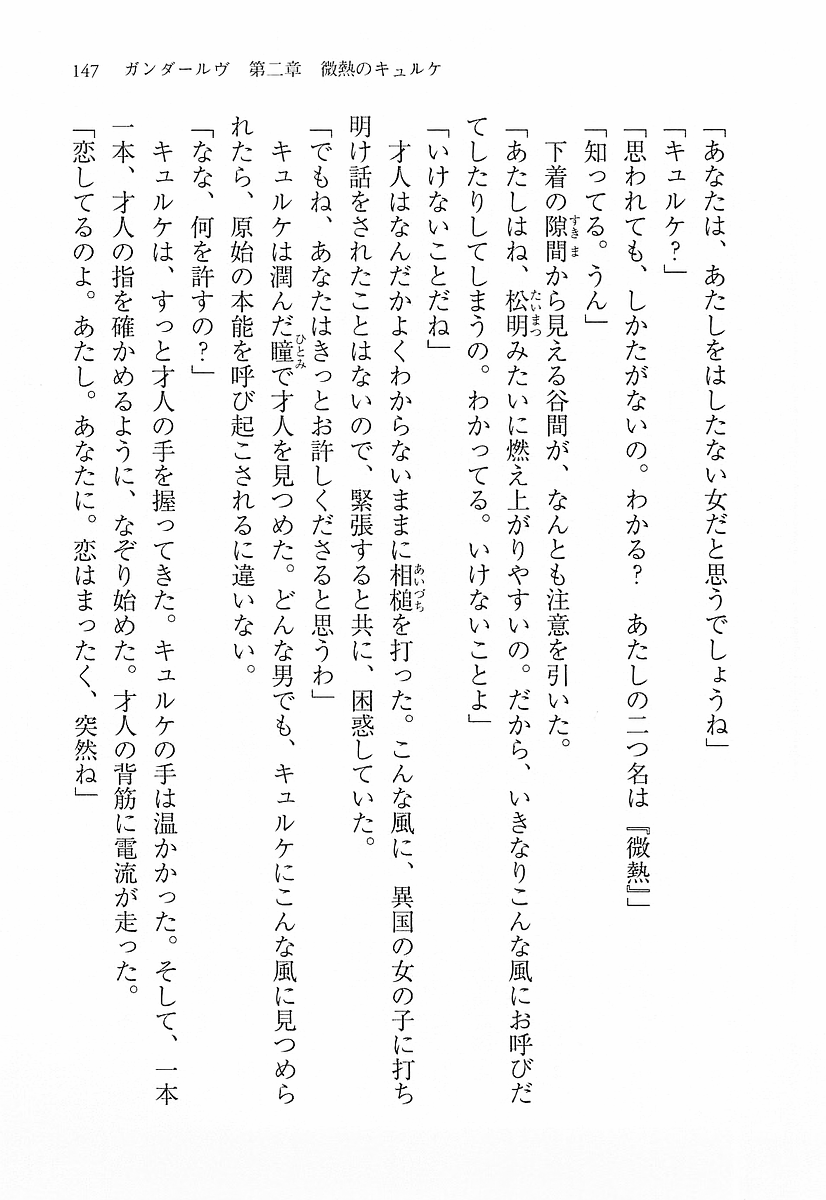 147 ガンダールヴ 第二章 微熱のキュルケ
「あなたは、あたしをはしたない女だと思うでしょうね」
「キュルケ？」
「思われても、しかたがないの。わかる？　あたしの二つ名は『微熱』」
「知ってる。うん」
下着の隙間から見える谷間が、なんとも注意を引いた。
「あたしはね、松明みたいに燃え上がりやすいの。だから、いきなりこんな風にお呼びだ
てしたりしてしまうの。わかってる。いけないことよ」
「いけないことだね」
才人はなんだかよくわからないままに相槌を打った。こんな風に、異国の女の子に打ち
明け話をされたことはないので、緊張すると共に、困惑していた。
「でもね、あなたはきっとお許しくださると思うわ」
キュルケは潤んだ瞳で才人を見つめた。どんな男でも、キュルケにこんな風に見つめら
れたら、原始の本能を呼び起こされるに違いない。
「なな、何を許すの？」
キュルケは、すっと才人の手を握ってきた。キュルケの手は温かかった。そして、一本
一本、才人の指を確かめるように、なぞり始めた。才人の背筋に電流が走った。
「恋してるのよ。あたし。あなたに。恋はまったく、突然ね」